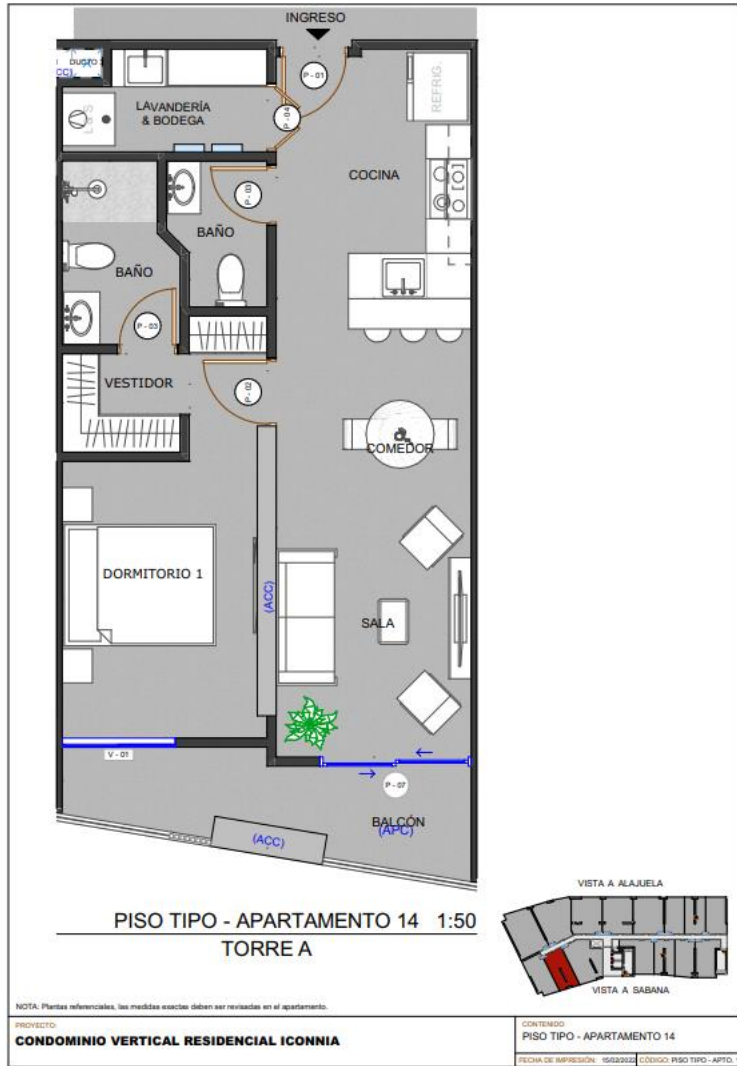 INGRESO
DUCTO
P - 01
REFRIG.
LAVANDERÍA
& BODEGA
P - 04
COCINA
P - 03
BAÑO
BAÑO
P - 03
VESTIDOR
P - 02
COMEDOR
DORMITORIO 1
(ACC)
SALA
V - 01
P - 07
BALCÓN
(APC)
(ACC)
PISO TIPO - APARTAMENTO 14 1:50
TORRE A
VISTA A ALAJUELA
VISTA A SABANA
NOTA: Plantas referenciales, las medidas exactas deben ser revisadas en el apartamento.
PROYECTO:
CONDOMINIO VERTICAL RESIDENCIAL ICONNIA
CONTENIDO
PISO TIPO - APARTAMENTO 14
FECHA DE IMPRESIÓN: 15/02/2022
CÓDIGO: PISO TIPO - APTO.